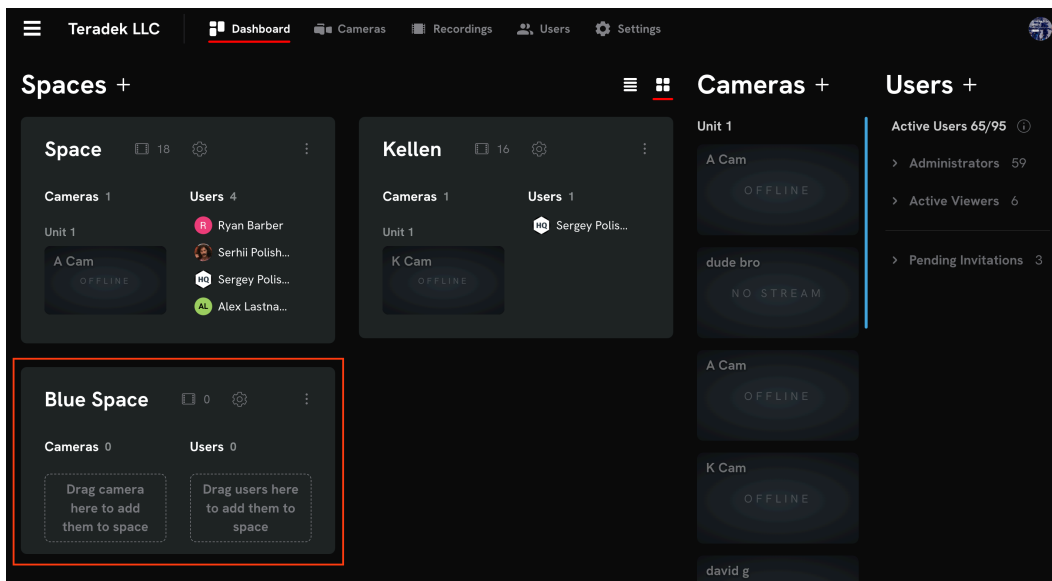 Teradek LLC
Dashboard
Cameras
Recordings
Users
Settings
Spaces +
Space 18
Cameras 1
Unit 1
A Cam
OFFLINE
Users 4
R Ryan Barber
Serhii Polish...
HQ Sergey Polis...
AL Alex Lastna...
Kellen 16
Cameras 1
Unit 1
K Cam
OFFLINE
Users 1
HQ Sergey Polis...
Blue Space 0
Cameras 0
Drag camera
here to add
them to space
Users 0
Drag users here
to add them to
space
Cameras +
Unit 1
A Cam
OFFLINE
dude bro
NO STREAM
A Cam
OFFLINE
K Cam
OFFLINE
david g
Users +
Active Users 65/95
Administrators 59
Active Viewers 6
Pending Invitations 3